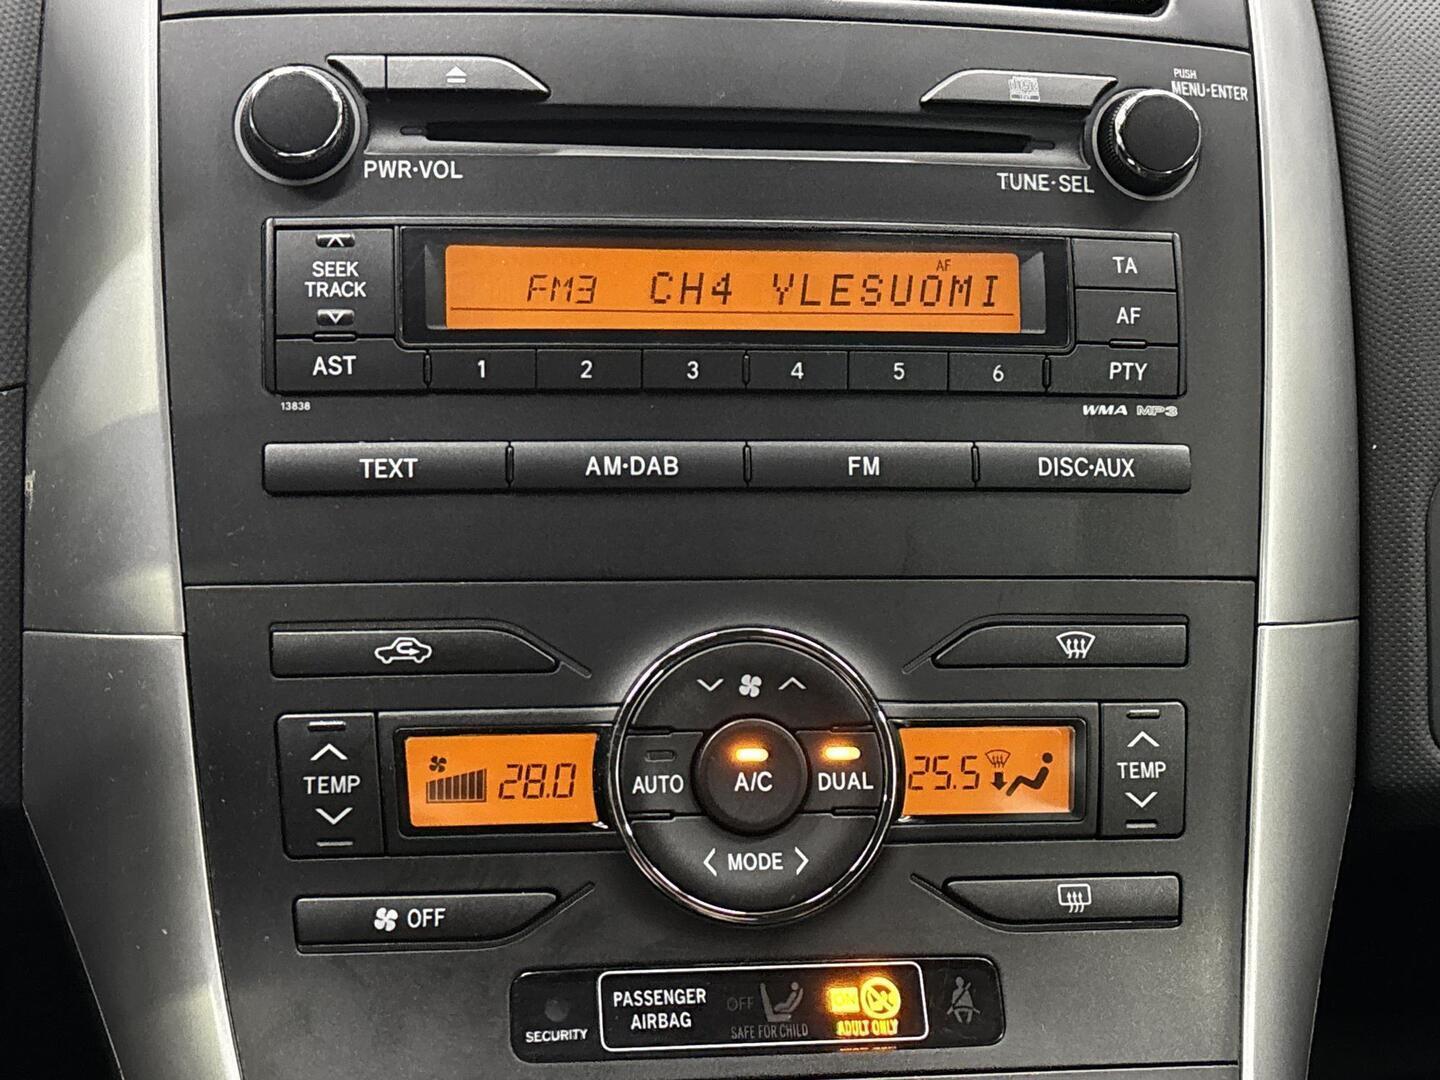 PUSH
MENU·ENTER
PWR·VOL
TUNE·SEL
SEEK
TRACK
AF
FM3 CH4 YLESUOMI
TA
AF
AST
1 2 3 4 5 6
PTY
13838
WMA MP3
TEXT AM·DAB FM DISC·AUX
TEMP
28.0
AUTO
A/C
DUAL
25.5
TEMP
MODE
OFF
SECURITY
PASSENGER
AIRBAG
OFF
SAFE FOR CHILD
ON
ADULT ONLY